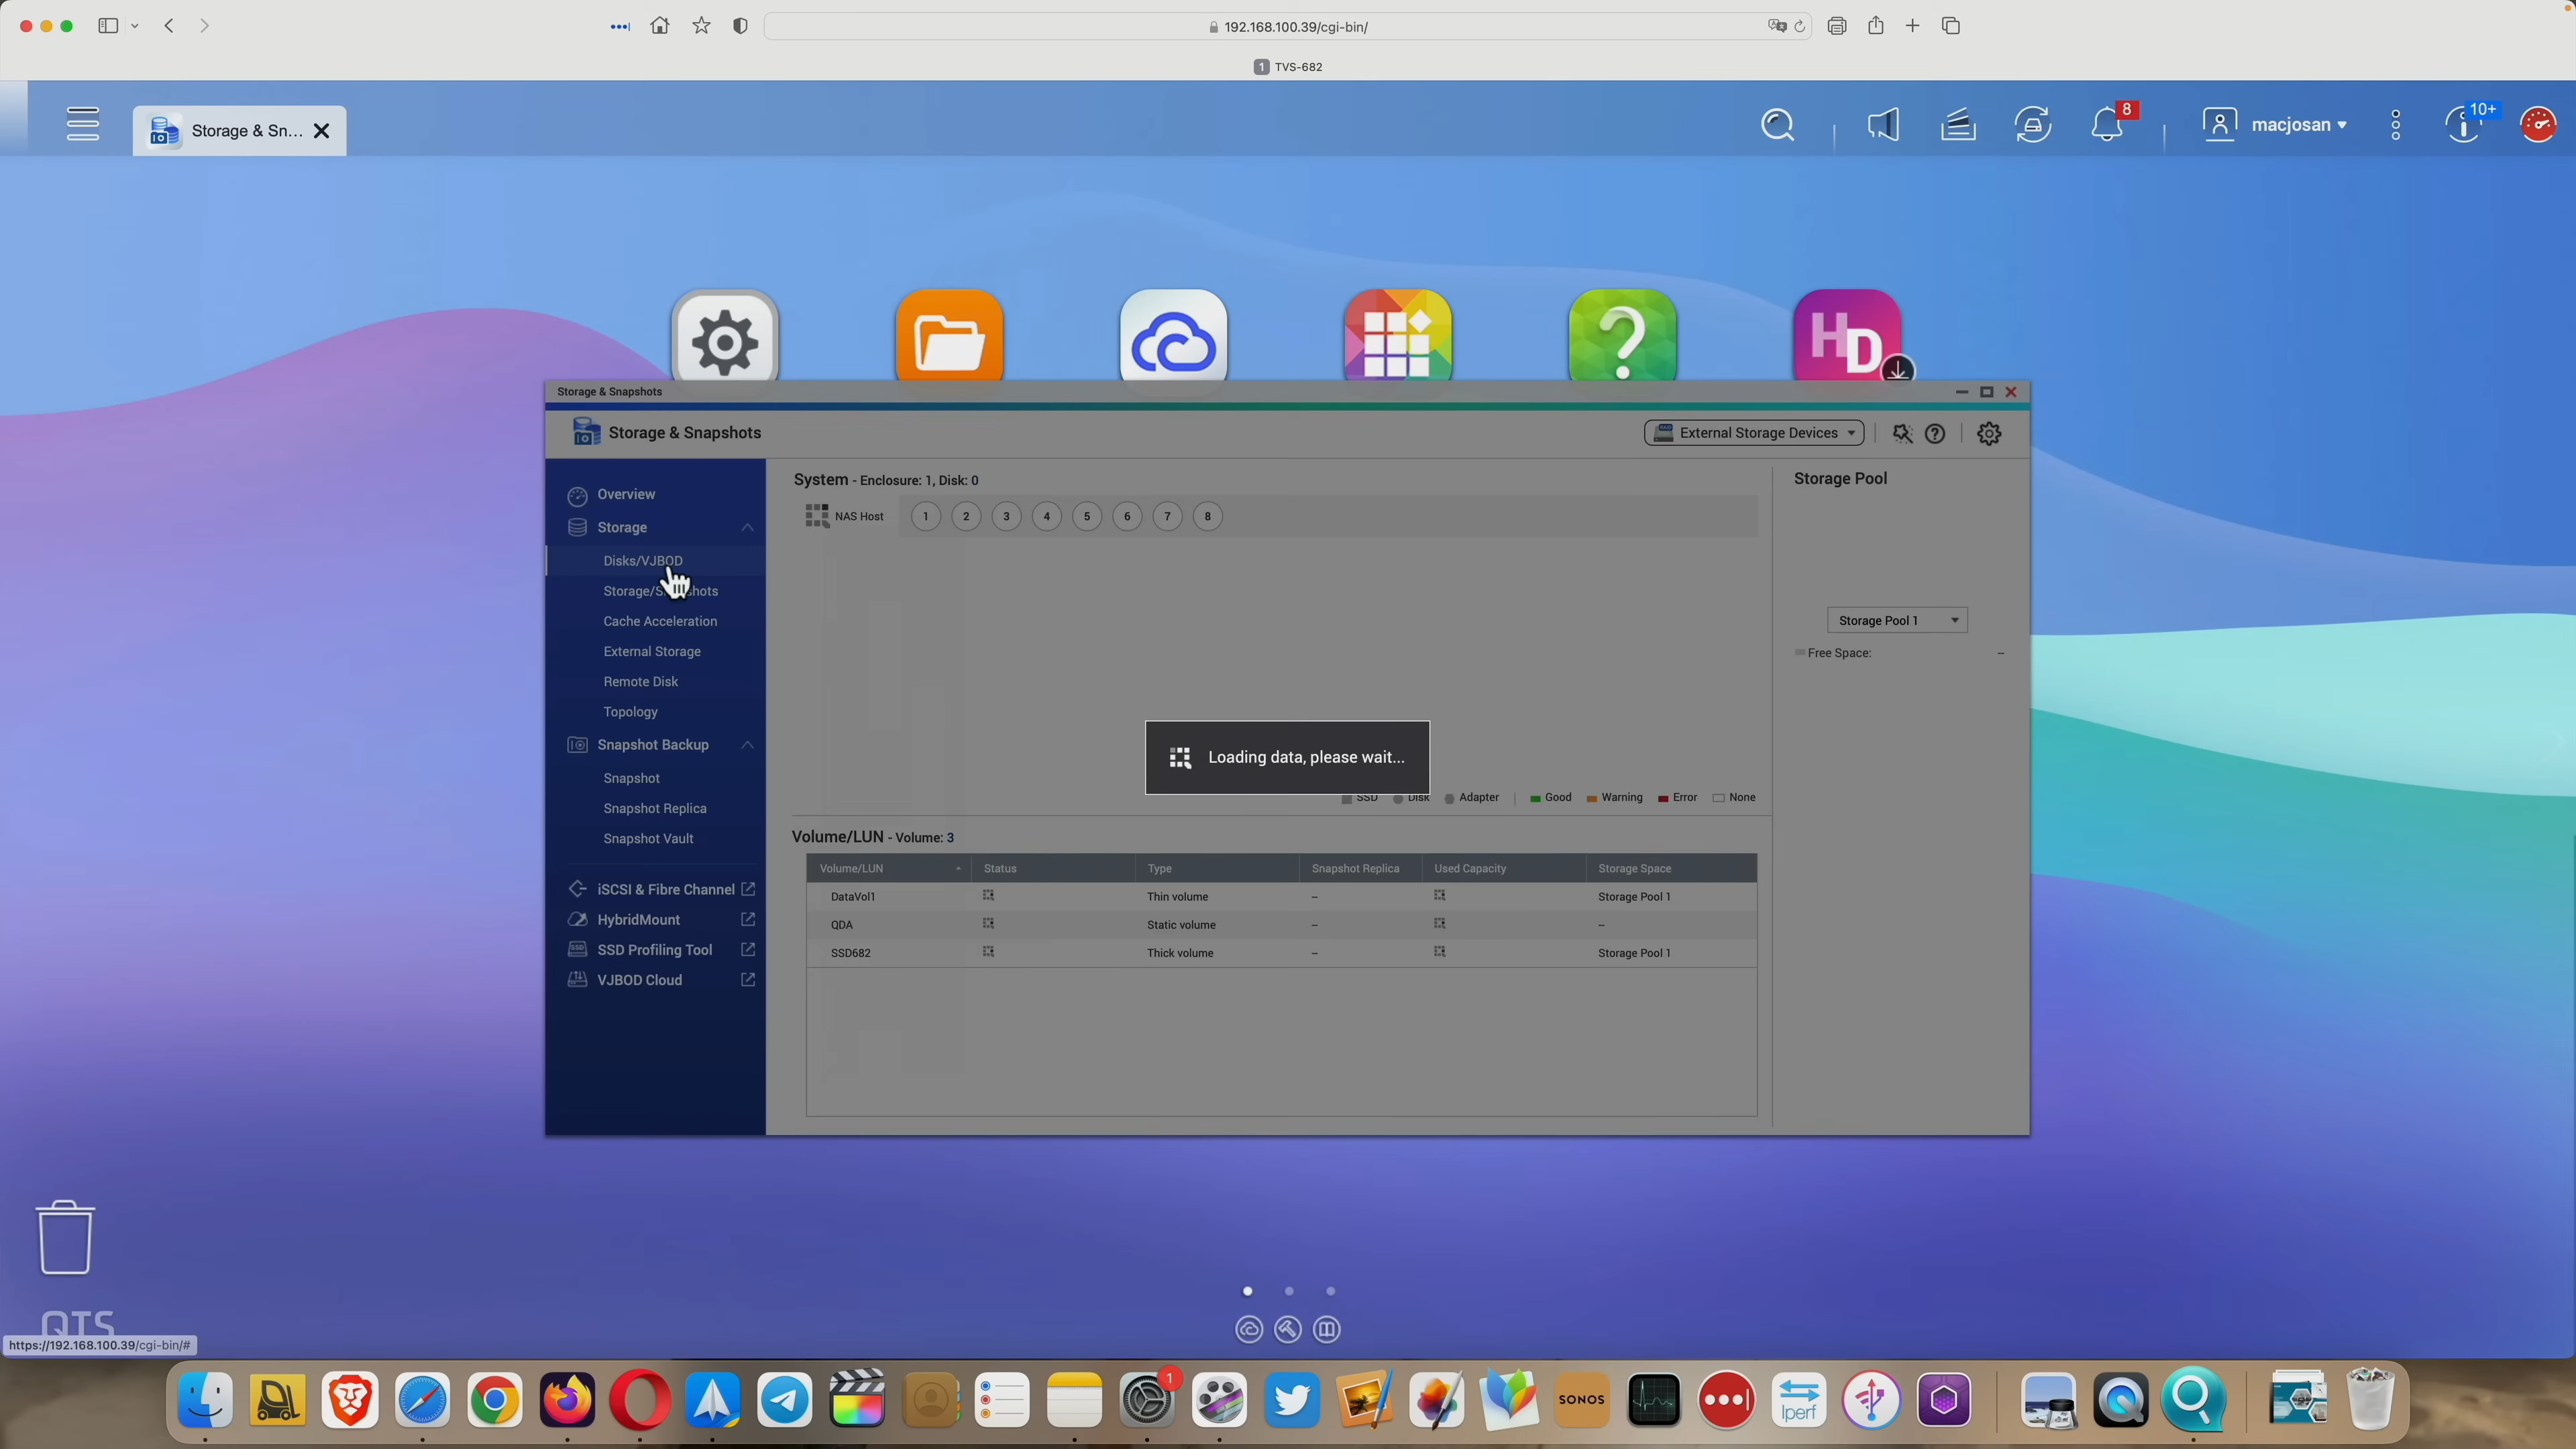 192.168.100.39/cgi-bin/
1 TVS-682
Storage & Sn...
8
macjosan
10+
HD
Storage & Snapshots
Storage & Snapshots
External Storage Devices
Overview
Storage
Disks/VJBOD
Cache Acceleration
External Storage
Remote Disk
Topology
Snapshot Backup
Snapshot
Snapshot Replica
Snapshot Vault
iSCSI & Fibre Channel
HybridMount
SSD Profiling Tool
VJBOD Cloud
System - Enclosure: 1, Disk: 0
NAS Host 1 2 3 4 5 6 7 8
Storage Pool
Storage Pool 1
Free Space: –
Loading data, please wait...
SSD Disk Adapter Good Warning Error None
Volume/LUN - Volume: 3
Volume/LUN Status Type Snapshot Replica Used Capacity Storage Space
DataVol1 Thin volume – Storage Pool 1
QDA Static volume – –
SSD682 Thick volume – Storage Pool 1
QTS
https://192.168.100.39/cgi-bin/#
1
SONOS
Iperf